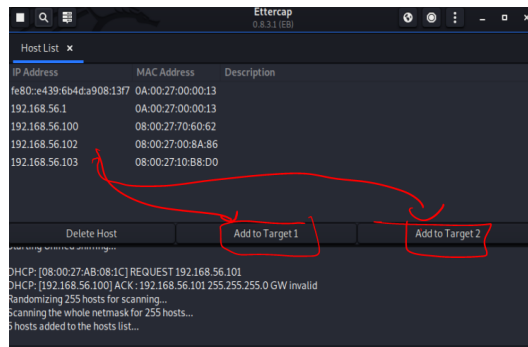 Ettercap
0.8.3.1 (EB)
Host List ×
IP Address MAC Address Description
fe80::e439:6b4d:a908:13f7 0A:00:27:00:00:13
192.168.56.1 0A:00:27:00:00:13
192.168.56.100 08:00:27:70:60:62
192.168.56.102 08:00:27:00:8A:86
192.168.56.103 08:00:27:10:B8:D0
Delete Host Add to Target 1 Add to Target 2
Starting Unified sniffing...
DHCP: [08:00:27:AB:08:1C] REQUEST 192.168.56.101
DHCP: [192.168.56.100] ACK : 192.168.56.101 255.255.255.0 GW invalid
Randomizing 255 hosts for scanning...
Scanning the whole netmask for 255 hosts...
5 hosts added to the hosts list...